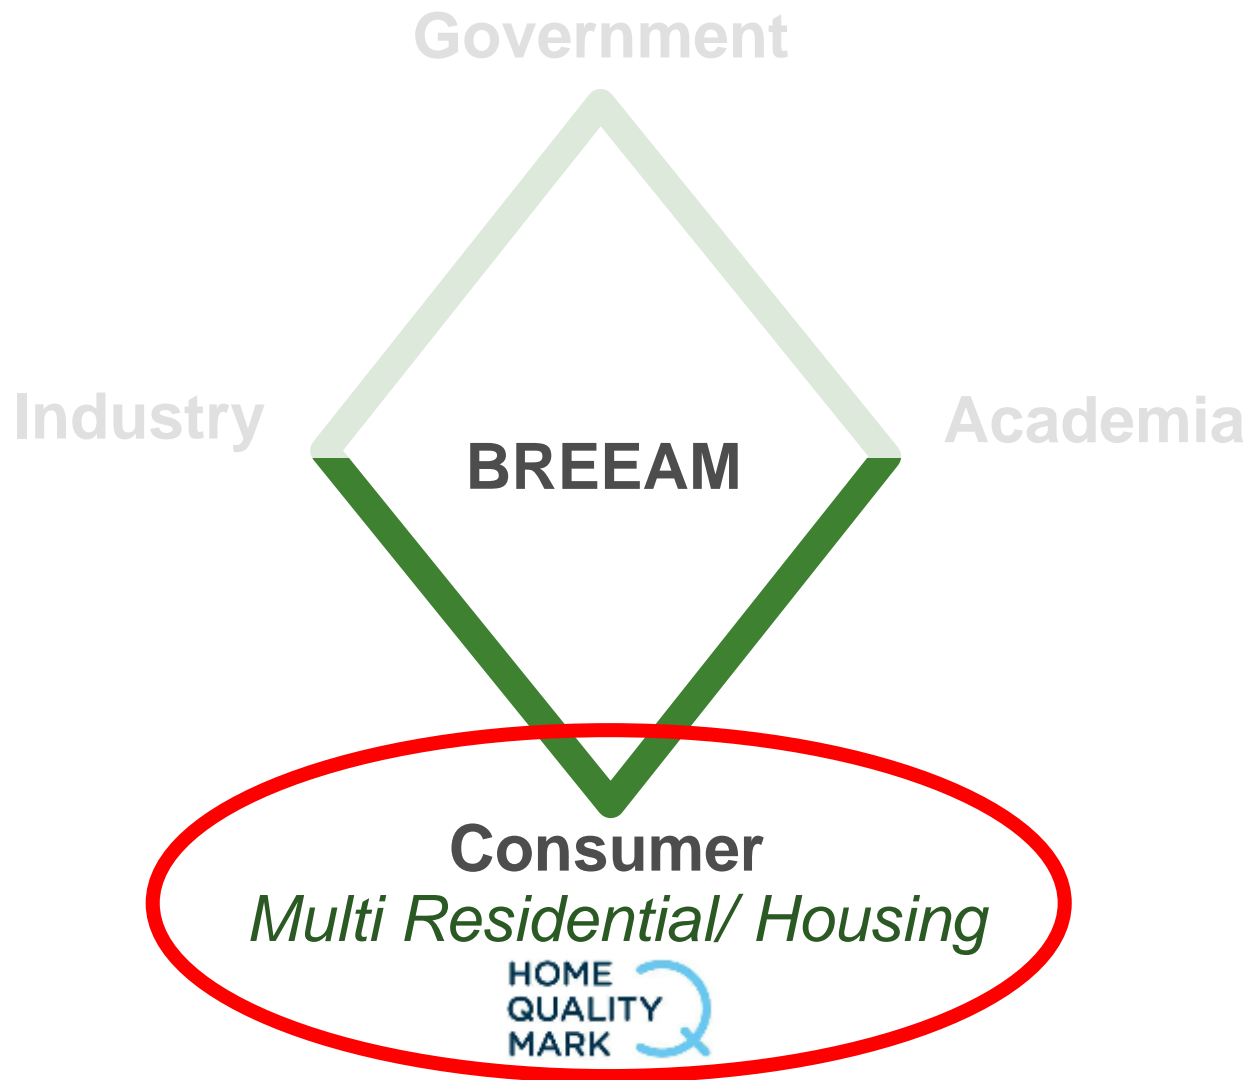 Government
Industry
Academia
BREEAM
Consumer
Multi Residential/ Housing
HOME
QUALITY
MARK